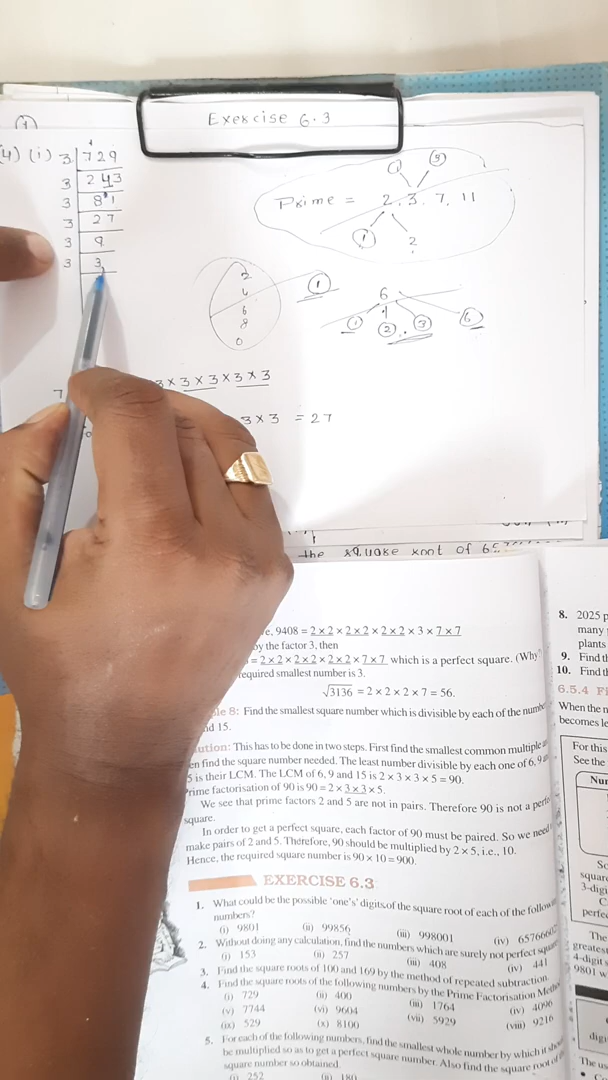 Exercise 6.3
(4) (i) 3 | 729
3 | 243
3 | 81
3 | 27
3 | 9
3 | 3
Prime = 2, 3, 7, 11
① ③
① 2
2
6
8
0
①
6
① ② ③ ⑥
3 × 3 × 3 × 3 × 3
3 × 3 = 27
the square root of
9408 = 2 × 2 × 2 × 2 × 2 × 2 × 3 × 7 × 7
by the factor 3, then
= 2 × 2 × 2 × 2 × 2 × 2 × 7 × 7 which is a perfect square. (Why?
required smallest number is 3.
√3136 = 2 × 2 × 2 × 7 = 56.
8: Find the smallest square number which is divisible by each of the
15.
This has to be done in two steps. First find the smallest common multiple
find the square number needed. The least number divisible by each one of 6, 9
is their LCM. The LCM of 6, 9 and 15 is 2 × 3 × 3 × 5 = 90.
Prime factorisation of 90 is 90 = 2 × 3 × 3 × 5.
We see that prime factors 2 and 5 are not in pairs. Therefore 90 is not a
square.
In order to get a perfect square, each factor of 90 must be paired. So we need
make pairs of 2 and 5. Therefore, 90 should be multiplied by 2 × 5, i.e., 10.
Hence, the required square number is 90 × 10 = 900.
EXERCISE 6.3
1. What could be the possible 'one's' digits of the square root of each of the
numbers?
(i) 9801 (ii) 99856 (iii) 998001 (iv)
2. Without doing any calculation, find the numbers which are surely not perfect
(i) 153 (ii) 257 (iii) 408 (iv) 441
3. Find the square roots of 100 and 169 by the method of repeated subtraction.
4. Find the square roots of the following numbers by the Prime Factorisation
(i) 729 (ii) 400 (iii) 1764 (iv) 4096
(v) 7744 (vi) 9604 (vii) 5929 (viii) 9216
(ix) 529 (x) 8100
5. For each of the following numbers, find the smallest whole number by which it
be multiplied so as to get a perfect square number. Also find the square root of
square number so obtained.
(i) 252 (ii) 180
8. 2025
many
plants
9. Find
10. Find
6.5.4
When the
becomes
For this
See the
3-digi
The
greatest
4-digit
9801